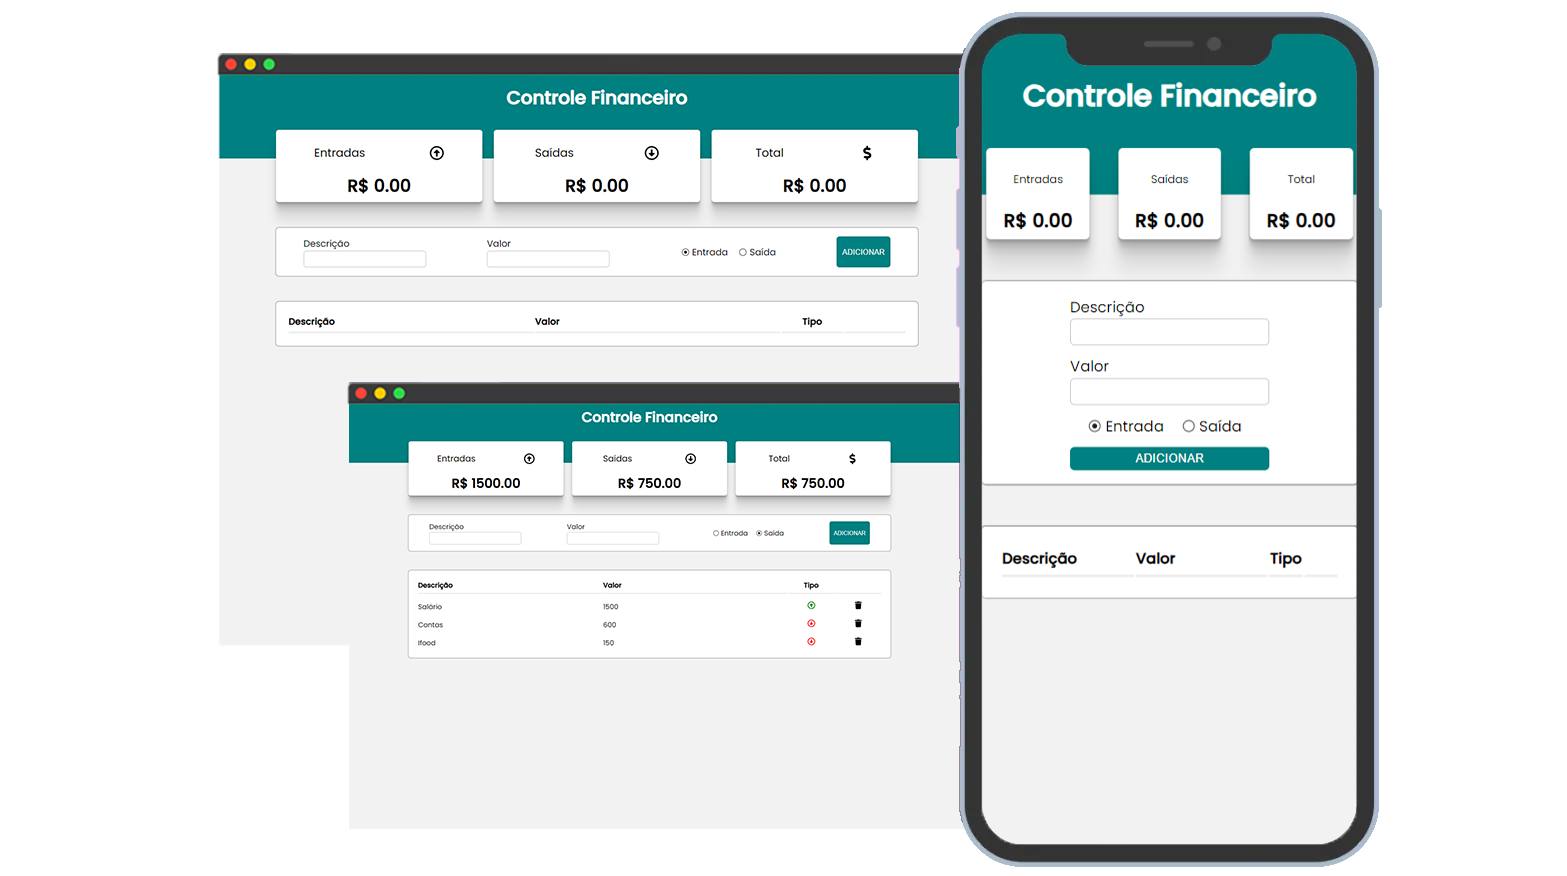 Controle Financeiro
Entradas Saídas Total $
R$ 0.00 R$ 0.00 R$ 0.00
Descrição Valor
Entrada Saída ADICIONAR
Descrição Valor Tipo
Controle Financeiro
Entradas Saídas Total $
R$ 1500.00 R$ 750.00 R$ 750.00
Descrição Valor
Entrada Saída ADICIONAR
Descrição Valor Tipo
Salário 1500
Contas 600
Ifood 150
Controle Financeiro
Entradas Saídas Total
R$ 0.00 R$ 0.00 R$ 0.00
Descrição
Valor
Entrada Saída
ADICIONAR
Descrição Valor Tipo